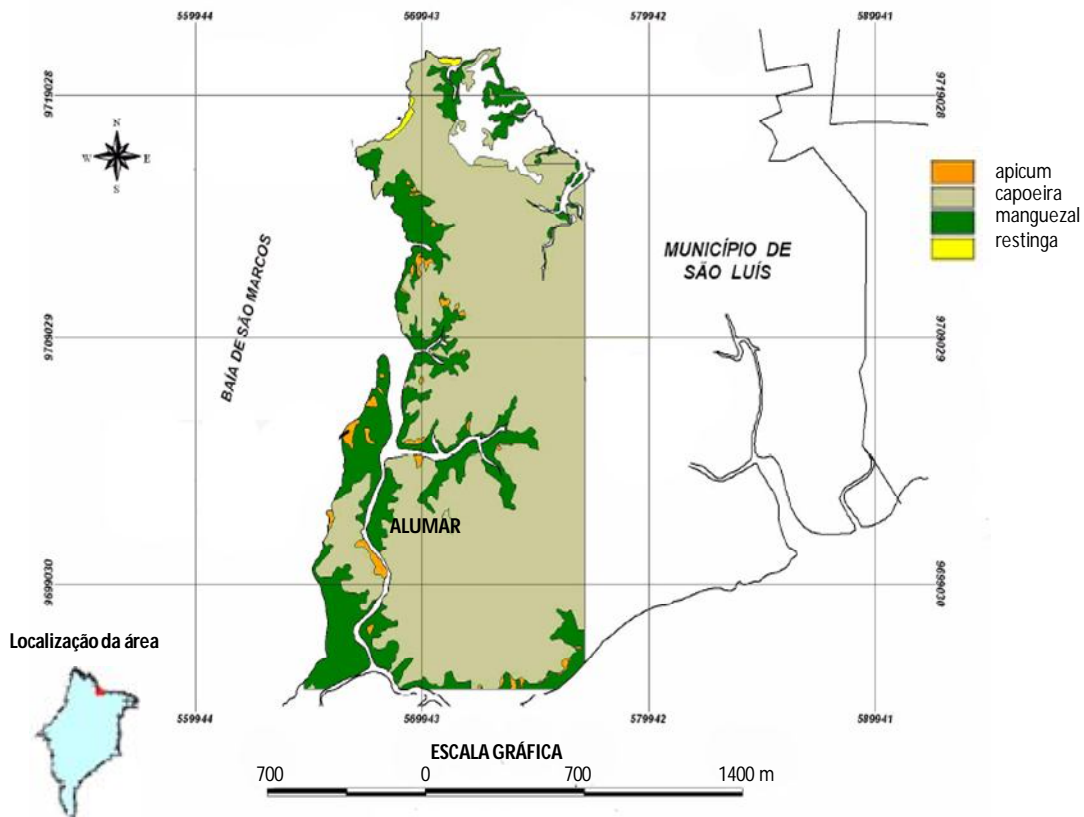 559944 569943 579942 589941
9719028 9719028
N
W E
S
apicum
capoeira
manguezal
restinga
MUNICÍPIO DE
SÃO LUÍS
BAÍA DE SÃO MARCOS
9709029 9709029
ALUMAR
9699030 9699030
Localização da área
559944 569943 579942 589941
ESCALA GRÁFICA
700 0 700 1400 m